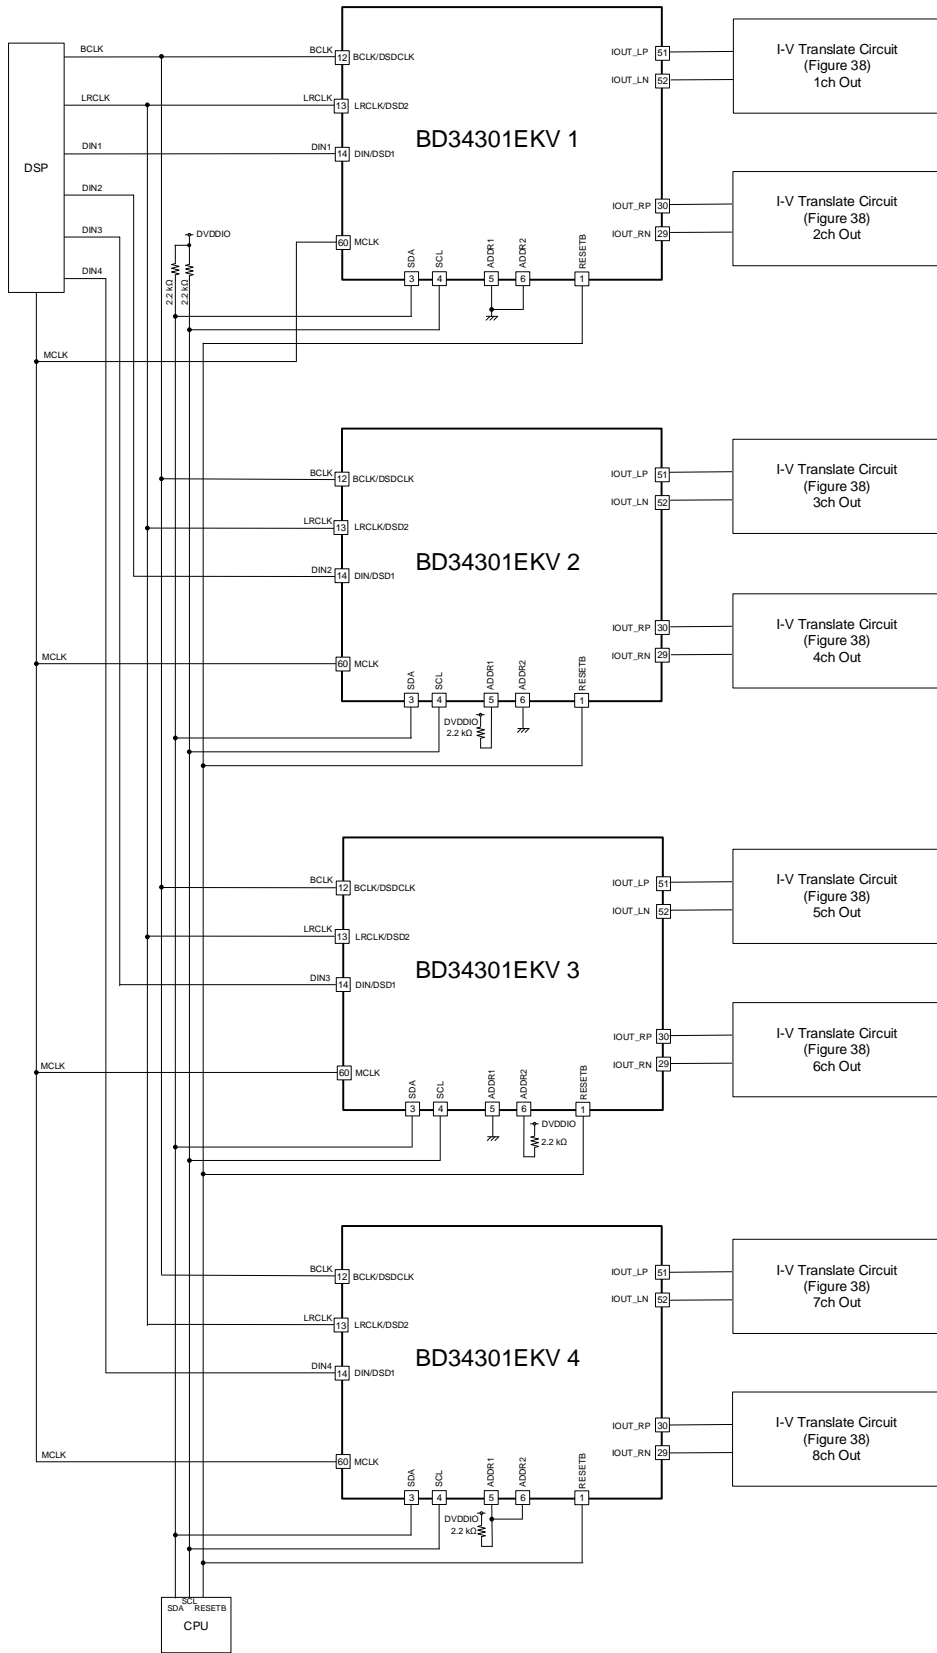 DSP
BCLK
LRCLK
DIN1
DIN2
DIN3
DIN4
MCLK
DVDDIO
2.2 kΩ
2.2 kΩ
BCLK
12 BCLK/DSDCLK
LRCLK
13 LRCLK/DSD2
DIN1
14 DIN/DSD1
60 MCLK
BD34301EKV 1
SDA
3
SCL
4
ADDR1
5
ADDR2
6
RESETB
1
IOUT_LP 51
IOUT_LN 52
IOUT_RP 30
IOUT_RN 29
I-V Translate Circuit
(Figure 38)
1ch Out
I-V Translate Circuit
(Figure 38)
2ch Out
BCLK
12 BCLK/DSDCLK
LRCLK
13 LRCLK/DSD2
DIN2
14 DIN/DSD1
MCLK
60 MCLK
BD34301EKV 2
SDA
3
SCL
4
ADDR1
5
ADDR2
6
RESETB
1
DVDDIO
2.2 kΩ
IOUT_LP 51
IOUT_LN 52
IOUT_RP 30
IOUT_RN 29
I-V Translate Circuit
(Figure 38)
3ch Out
I-V Translate Circuit
(Figure 38)
4ch Out
BCLK
12 BCLK/DSDCLK
LRCLK
13 LRCLK/DSD2
DIN3
14 DIN/DSD1
MCLK
60 MCLK
BD34301EKV 3
SDA
3
SCL
4
ADDR1
5
ADDR2
6
RESETB
1
DVDDIO
2.2 kΩ
IOUT_LP 51
IOUT_LN 52
IOUT_RP 30
IOUT_RN 29
I-V Translate Circuit
(Figure 38)
5ch Out
I-V Translate Circuit
(Figure 38)
6ch Out
BCLK
12 BCLK/DSDCLK
LRCLK
13 LRCLK/DSD2
DIN4
14 DIN/DSD1
MCLK
60 MCLK
BD34301EKV 4
SDA
3
SCL
4
ADDR1
5
ADDR2
6
RESETB
1
DVDDIO
2.2 kΩ
IOUT_LP 51
IOUT_LN 52
IOUT_RP 30
IOUT_RN 29
I-V Translate Circuit
(Figure 38)
7ch Out
I-V Translate Circuit
(Figure 38)
8ch Out
SCL
SDA RESETB
CPU